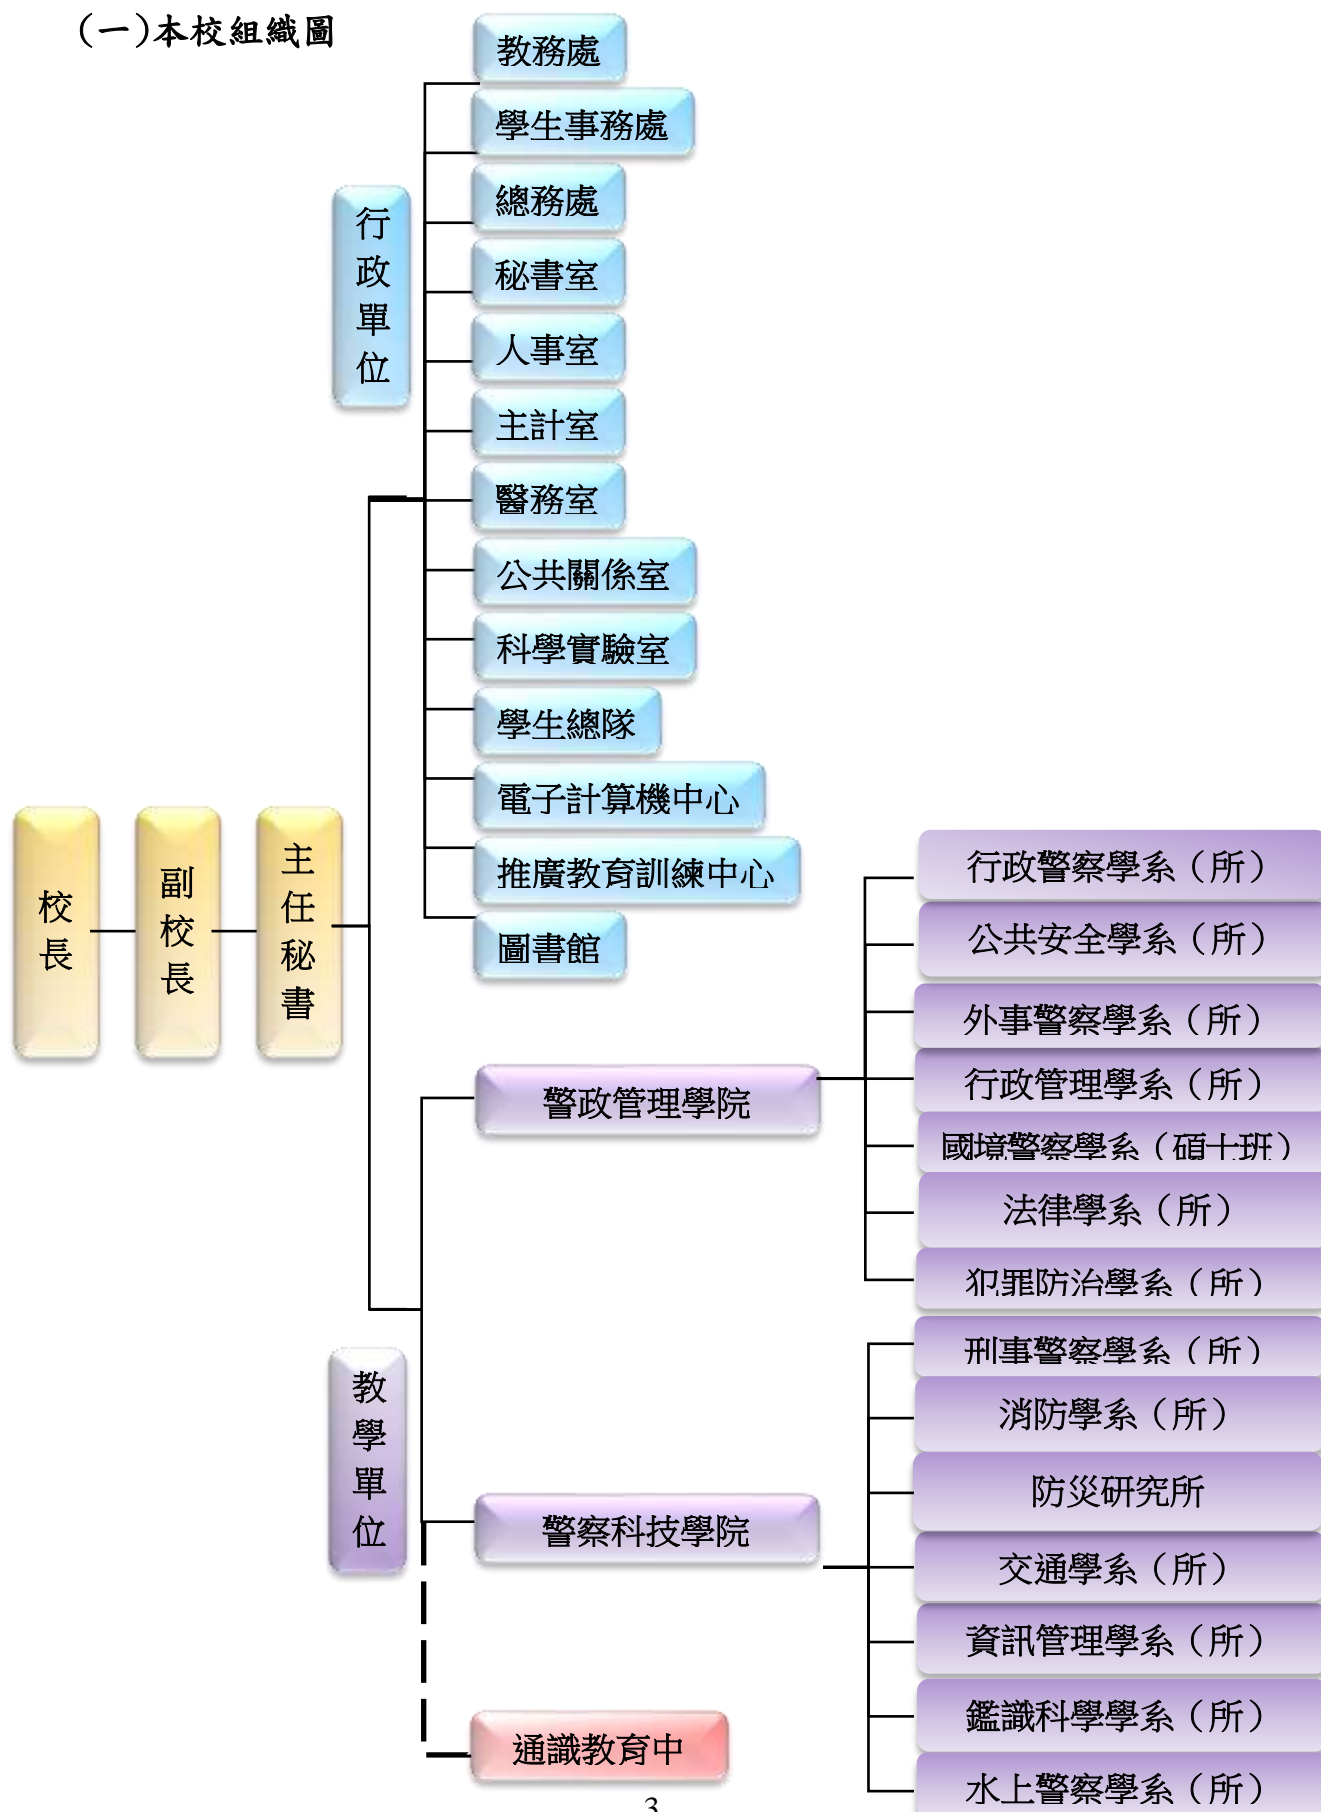 (一)本校組織圖
教務處
學生事務處
總務處
秘書室
人事室
主計室
醫務室
公共關係室
科學實驗室
學生總隊
電子計算機中心
推廣教育訓練中心
圖書館
行政單位
校長
副校長
主任秘書
教學單位
警政管理學院
行政警察學系（所）
公共安全學系（所）
外事警察學系（所）
行政管理學系（所）
國境警察學系（碩士班）
法律學系（所）
犯罪防治學系（所）
警察科技學院
刑事警察學系（所）
消防學系（所）
防災研究所
交通學系（所）
資訊管理學系（所）
鑑識科學學系（所）
水上警察學系（所）
通識教育中
3